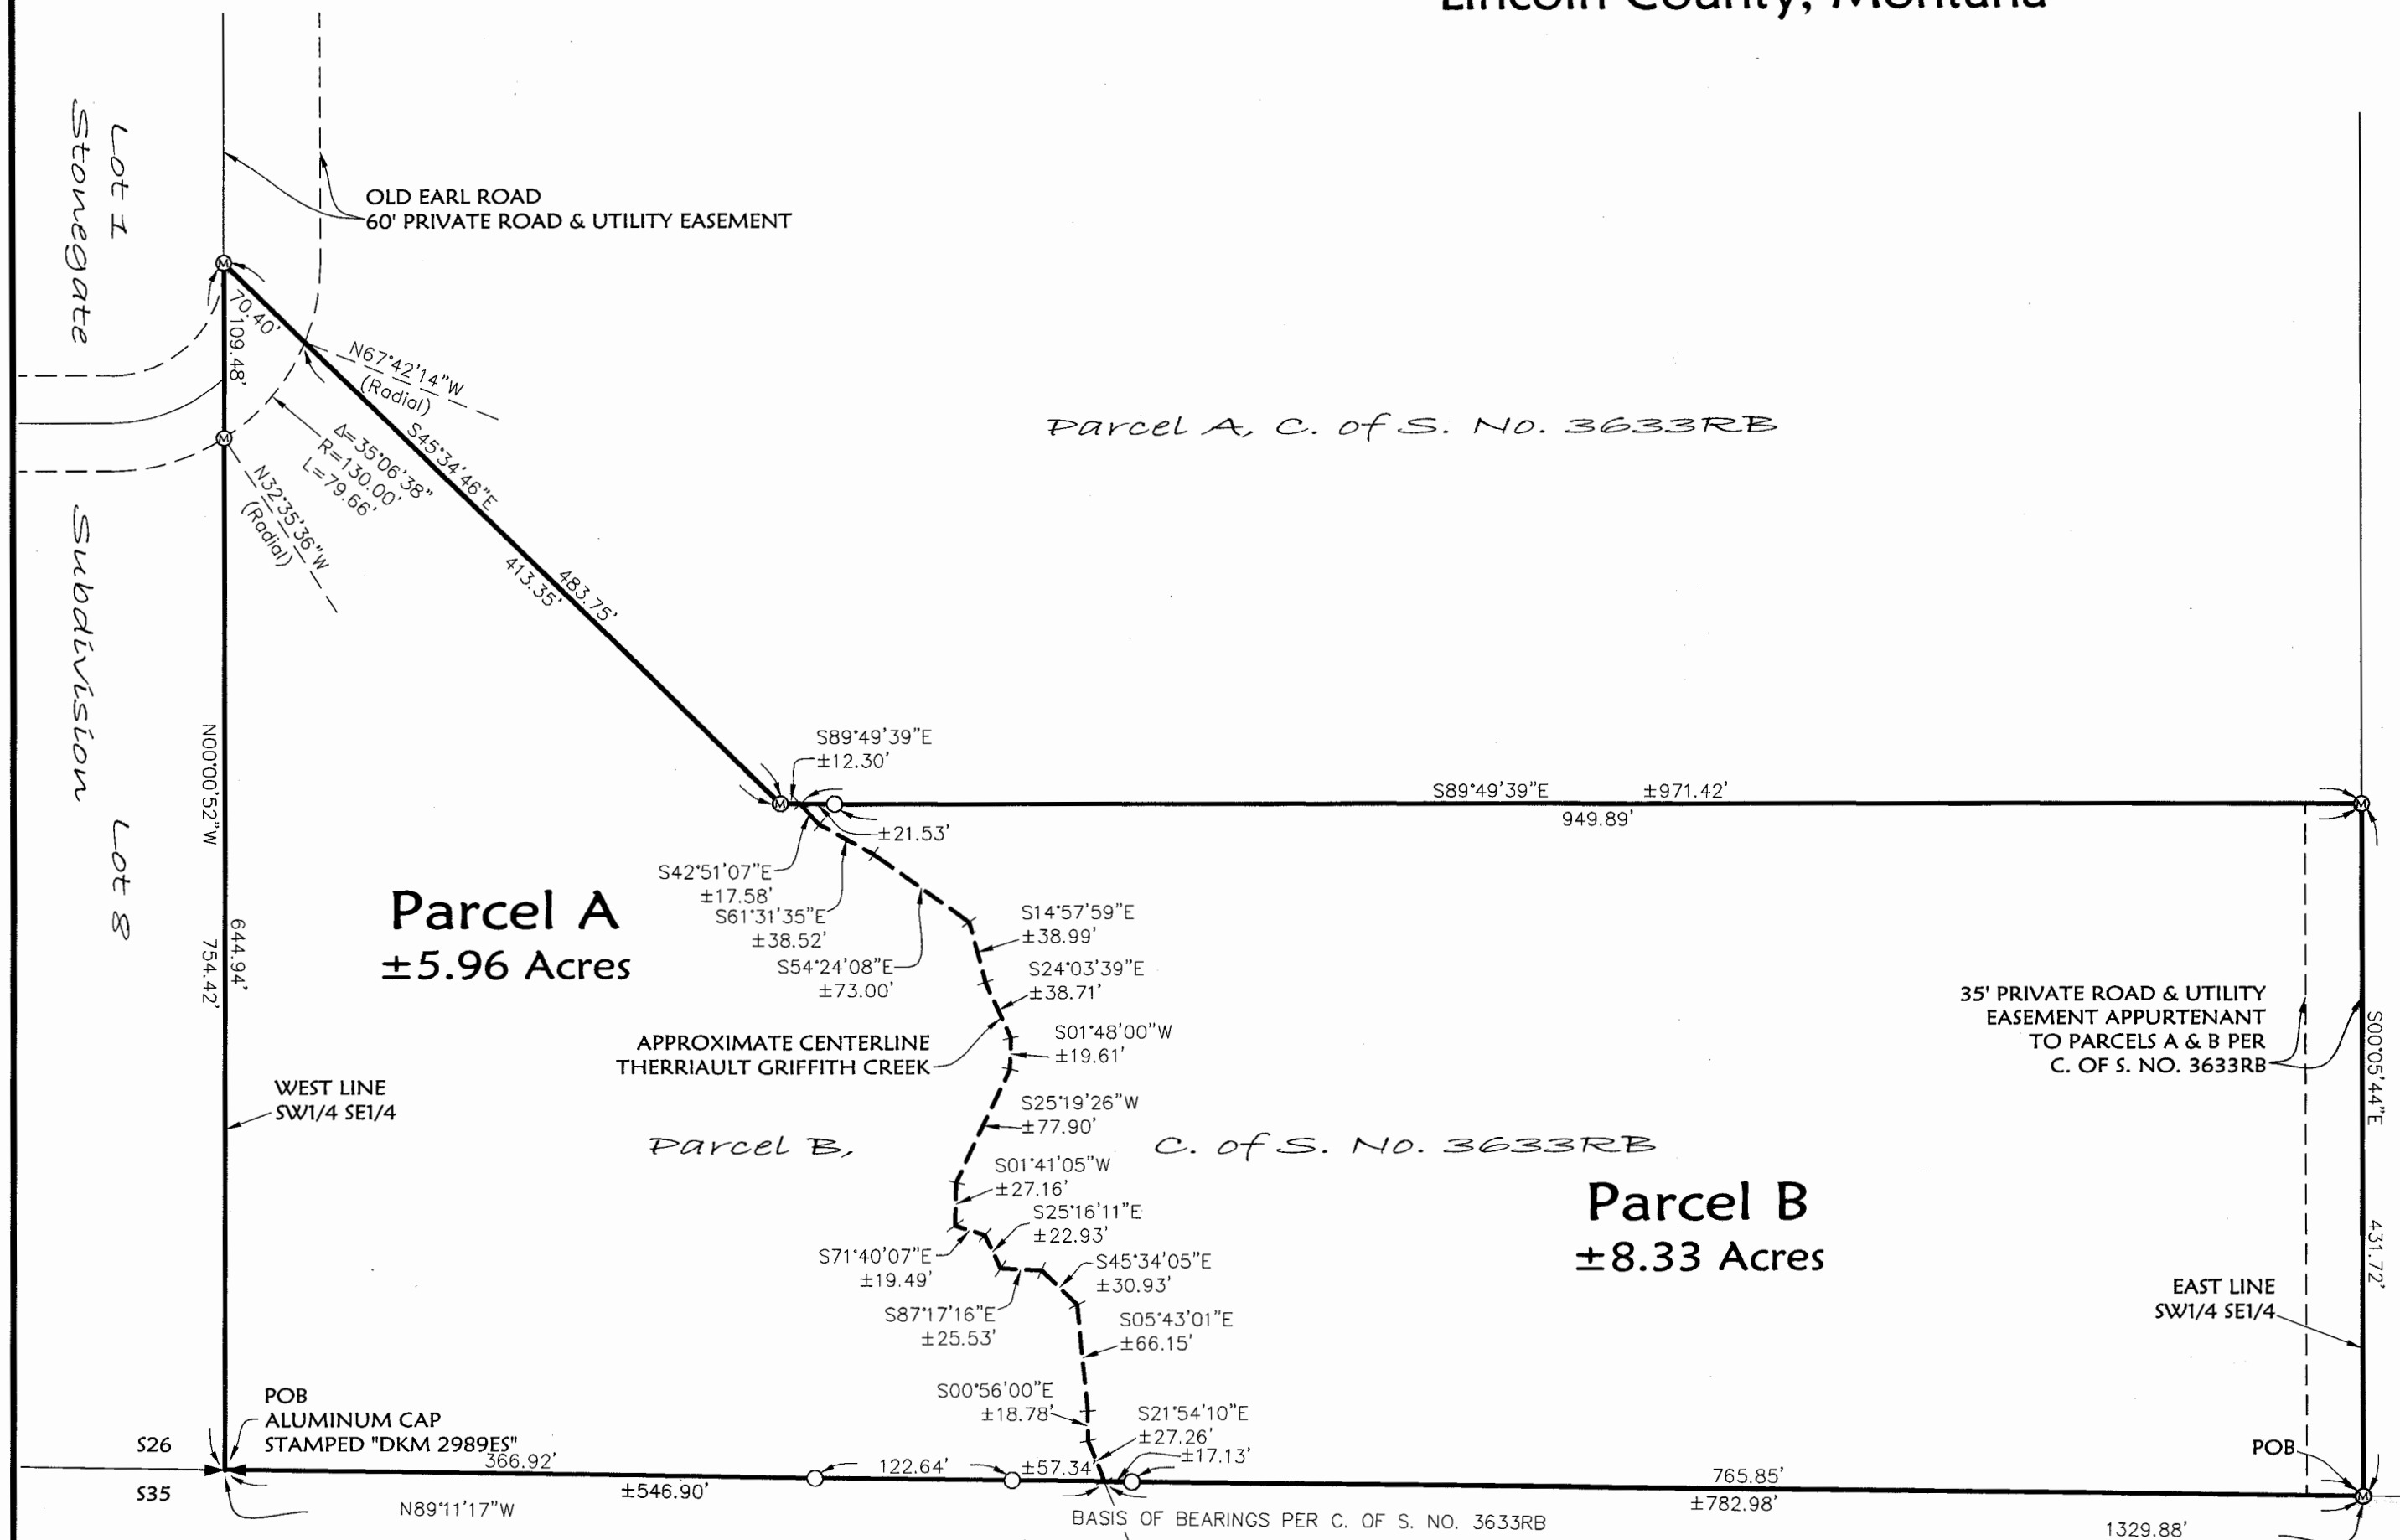 Lincoln County, Montana
Lot 1
Stonegate
OLD EARL ROAD
60' PRIVATE ROAD & UTILITY EASEMENT
70.40'
109.48'
N67°42'14"W
(Radial)
S45°34'46"E
Δ=35°06'38"
R=130.00'
L=79.66'
N32°35'36"W
(Radial)
483.75'
413.35'
Parcel A, C. of S. No. 3633RB
Subdivision
Lot 8
N00°00'52"W
644.94'
754.42'
S89°49'39"E
±12.30'
S89°49'39"E
±971.42'
949.89'
±21.53'
S42°51'07"E
±17.58'
S61°31'35"E
±38.52'
S54°24'08"E
±73.00'
Parcel A
±5.96 Acres
S14°57'59"E
±38.99'
S24°03'39"E
±38.71'
APPROXIMATE CENTERLINE
THERRIAULT GRIFFITH CREEK
S01°48'00"W
±19.61'
35' PRIVATE ROAD & UTILITY
EASEMENT APPURTENANT
TO PARCELS A & B PER
C. OF S. NO. 3633RB
S00°05'44"E
431.72'
WEST LINE
SW1/4 SE1/4
S25°19'26"W
±77.90'
Parcel B, C. of S. No. 3633RB
S01°41'05"W
±27.16'
Parcel B
±8.33 Acres
S25°16'11"E
±22.93'
S71°40'07"E
±19.49'
S45°34'05"E
±30.93'
S87°17'16"E
±25.53'
S05°43'01"E
±66.15'
EAST LINE
SW1/4 SE1/4
S00°56'00"E
±18.78'
S21°54'10"E
±27.26'
±17.13'
POB
ALUMINUM CAP
STAMPED "DKM 2989ES"
S26
S35
366.92'
122.64'
±57.34'
765.85'
POB
±546.90'
±782.98'
N89°11'17"W
BASIS OF BEARINGS PER C. OF S. NO. 3633RB
1329.88'
M
M
M
M
M